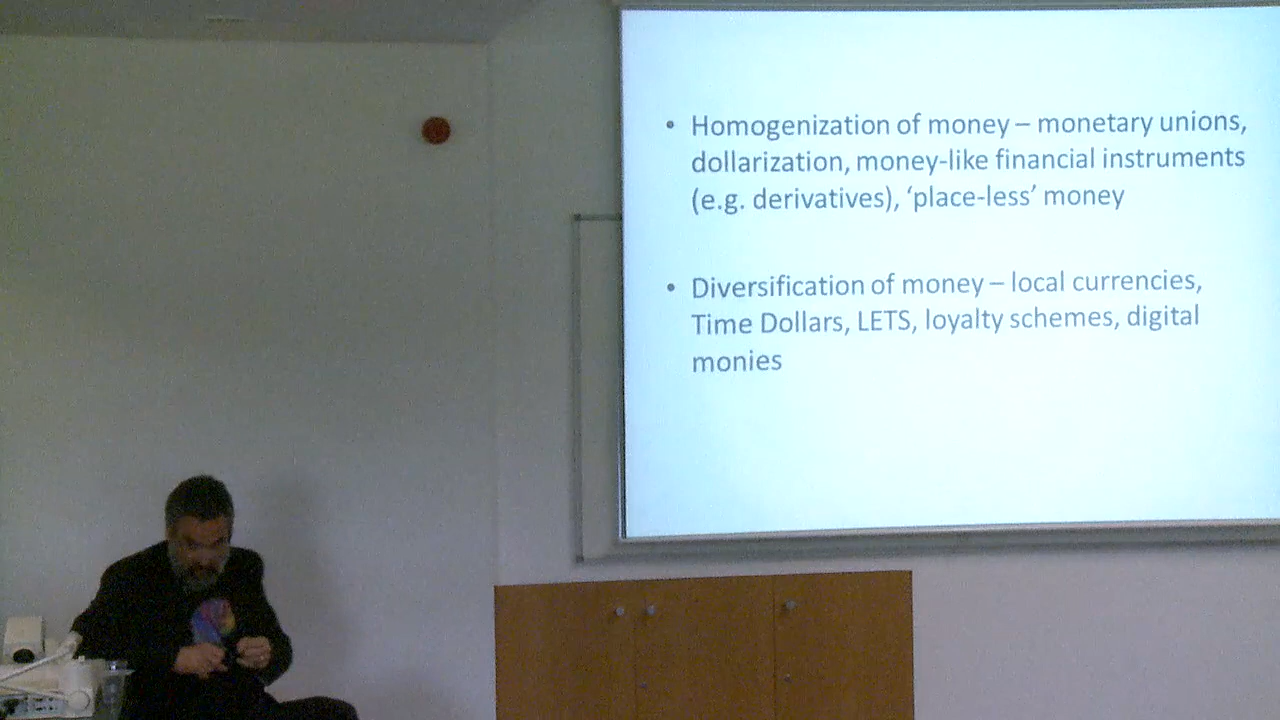 • Homogenization of money – monetary unions,
dollarization, money-like financial instruments
(e.g. derivatives), ‘place-less’ money
• Diversification of money – local currencies,
Time Dollars, LETS, loyalty schemes, digital
monies